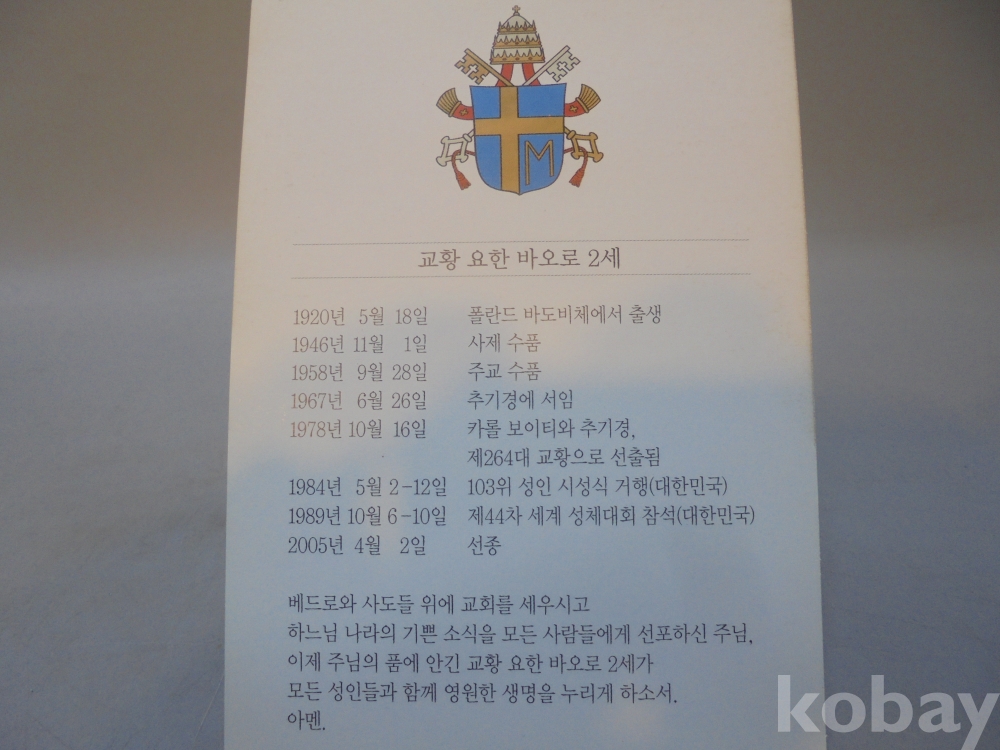 M
교황 요한 바오로 2세
1920년 5월 18일 폴란드 바도비체에서 출생
1946년 11월 1일 사제 수품
1958년 9월 28일 주교 수품
1967년 6월 26일 추기경에 서임
1978년 10월 16일 카롤 보이티와 추기경,
제264대 교황으로 선출됨
1984년 5월 2-12일 103위 성인 시성식 거행(대한민국)
1989년 10월 6-10일 제44차 세계 성체대회 참석(대한민국)
2005년 4월 2일 선종
베드로와 사도들 위에 교회를 세우시고
하느님 나라의 기쁜 소식을 모든 사람들에게 선포하신 주님,
이제 주님의 품에 안긴 교황 요한 바오로 2세가
모든 성인들과 함께 영원한 생명을 누리게 하소서.
아멘.
kobay